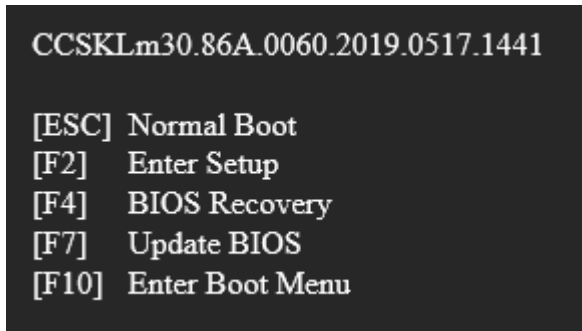 CCSKLm30.86A.0060.2019.0517.1441
[ESC] Normal Boot
[F2] Enter Setup
[F4] BIOS Recovery
[F7] Update BIOS
[F10] Enter Boot Menu